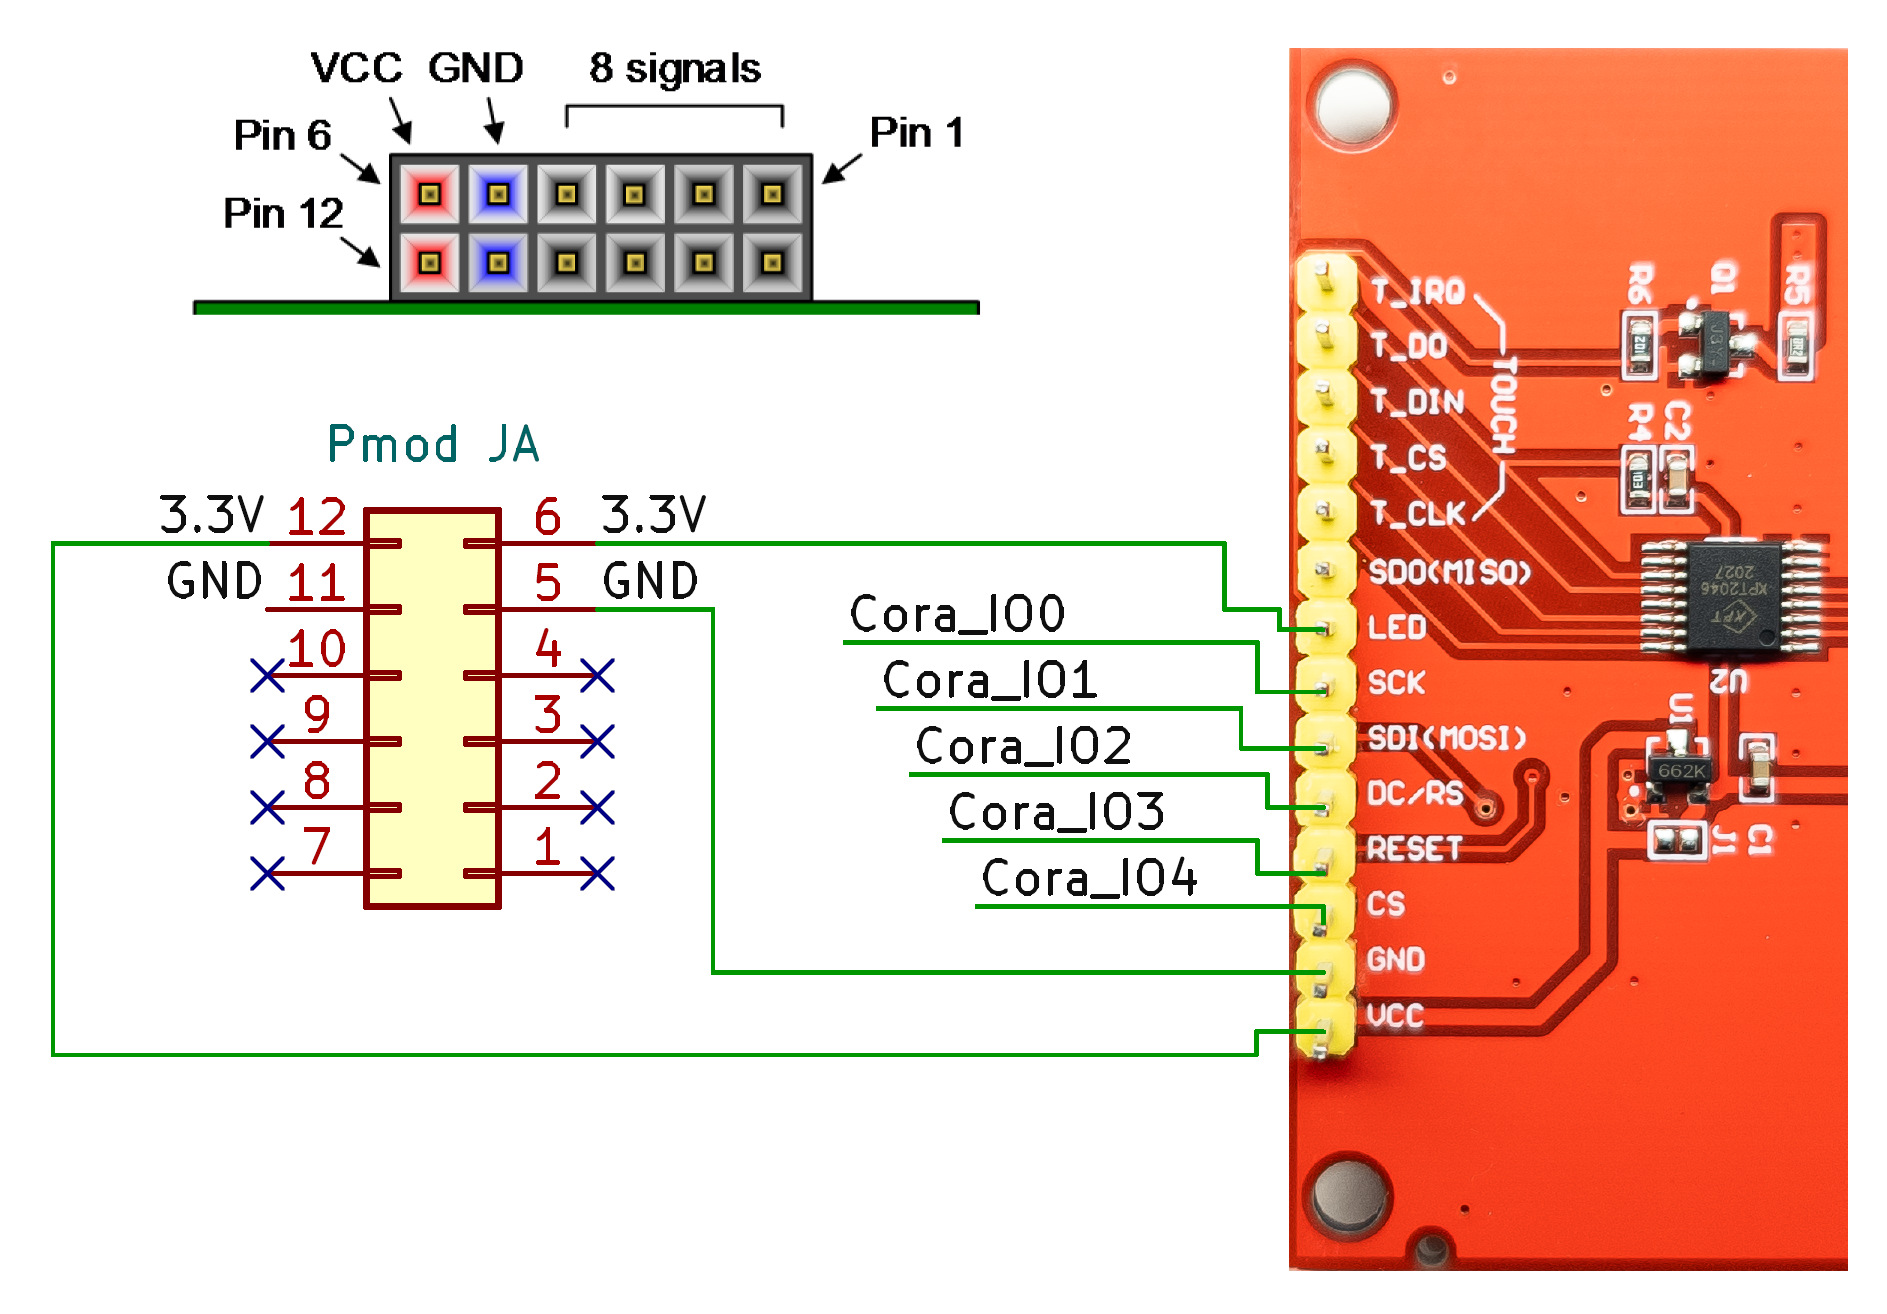 VCC GND 8 signals
Pin 6
Pin 1
Pin 12
Pmod JA
3.3V 12 6 3.3V
GND 11 5 GND
10 4
9 3
8 2
7 1
Cora_IO0
Cora_IO1
Cora_IO2
Cora_IO3
Cora_IO4
T_IRQ
T_DO
T_DIN
T_CS
T_CLK
TOUCH
SDO(MISO)
LED
SCK
SDI(MOSI)
DC/RS
RESET
CS
GND
VCC
R6
Q1
R5
R4
C2
XPT2046
2027
XPT
U2
U1
662K
J1
C1